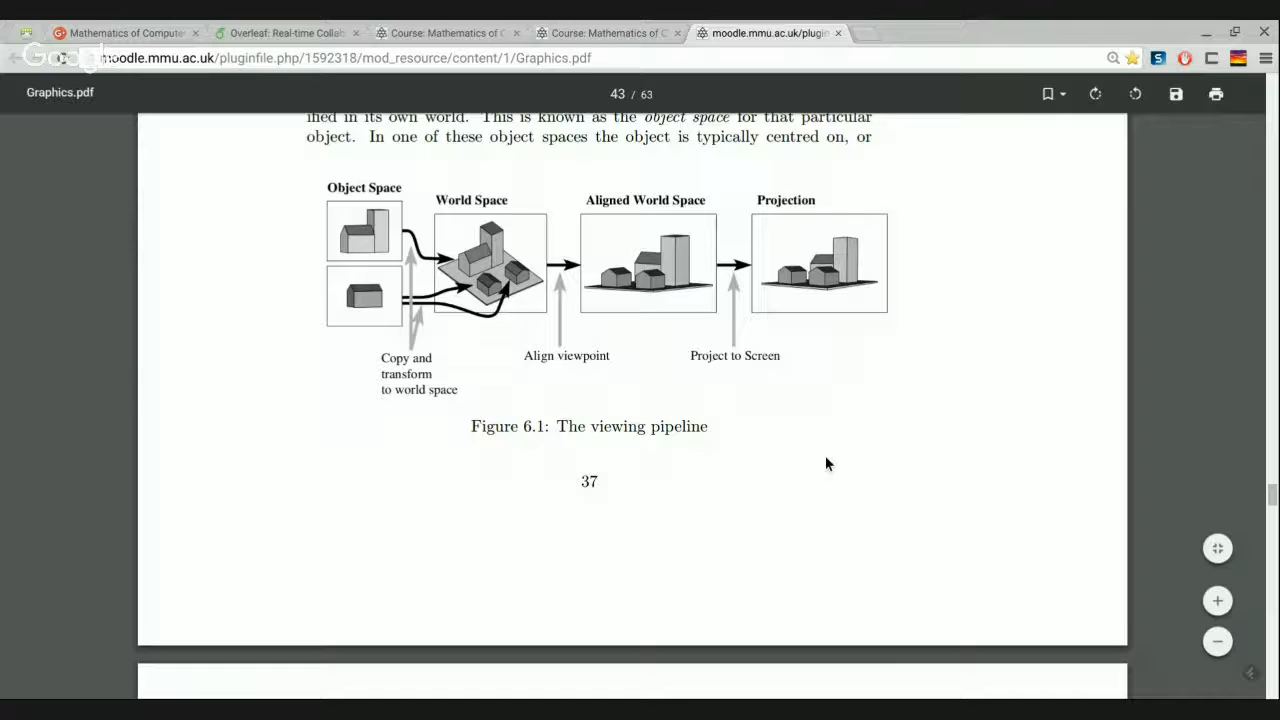 Mathematics of Compute
Overleaf: Real-time Collab
Course: Mathematics of C
Course: Mathematics of C
moodle.mmu.ac.uk/plugin
Google
moodle.mmu.ac.uk/pluginfile.php/1592318/mod_resource/content/1/Graphics.pdf
Graphics.pdf
43 / 63
ified in its own world. This is known as the object space for that particular
object. In one of these object spaces the object is typically centred on, or
Object Space
World Space
Aligned World Space
Projection
Copy and
transform
to world space
Align viewpoint
Project to Screen
Figure 6.1: The viewing pipeline
37